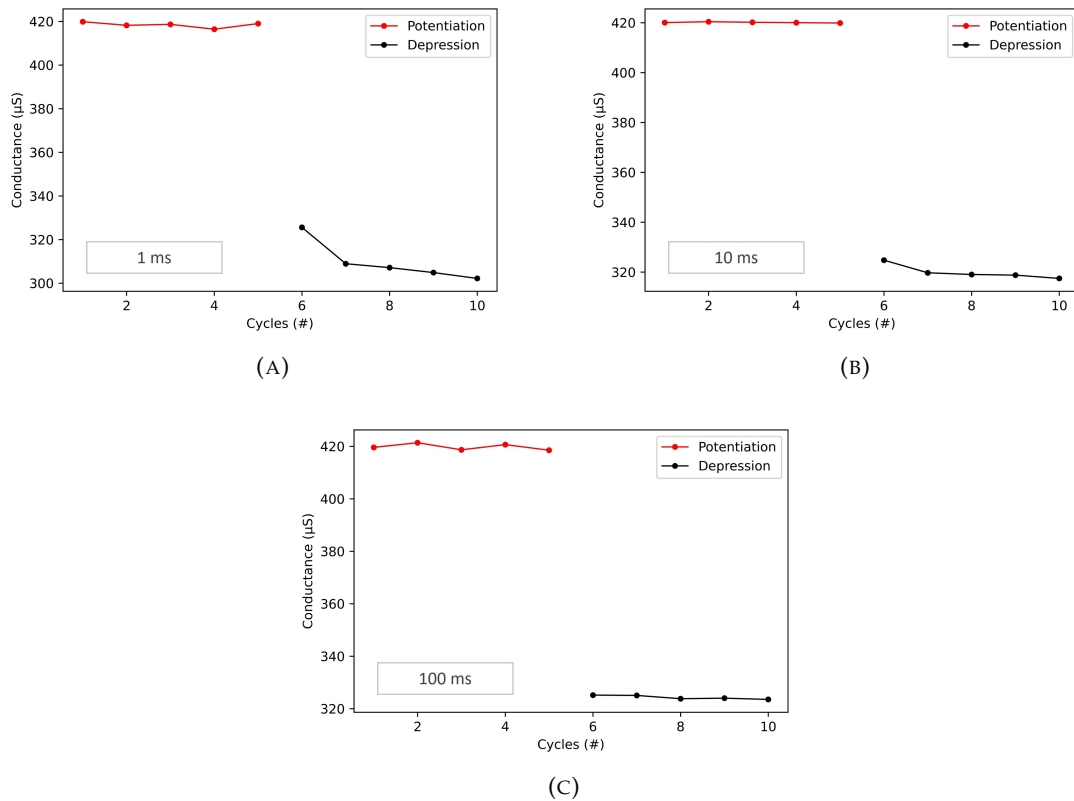 420
400
380
360
340
320
300
Conductance (µS)
Potentiation
Depression
1 ms
2 4 6 8 10
Cycles (#)
(A)
420
400
380
360
340
320
Conductance (µS)
Potentiation
Depression
10 ms
2 4 6 8 10
Cycles (#)
(B)
420
400
380
360
340
320
Conductance (µS)
Potentiation
Depression
100 ms
2 4 6 8 10
Cycles (#)
(C)